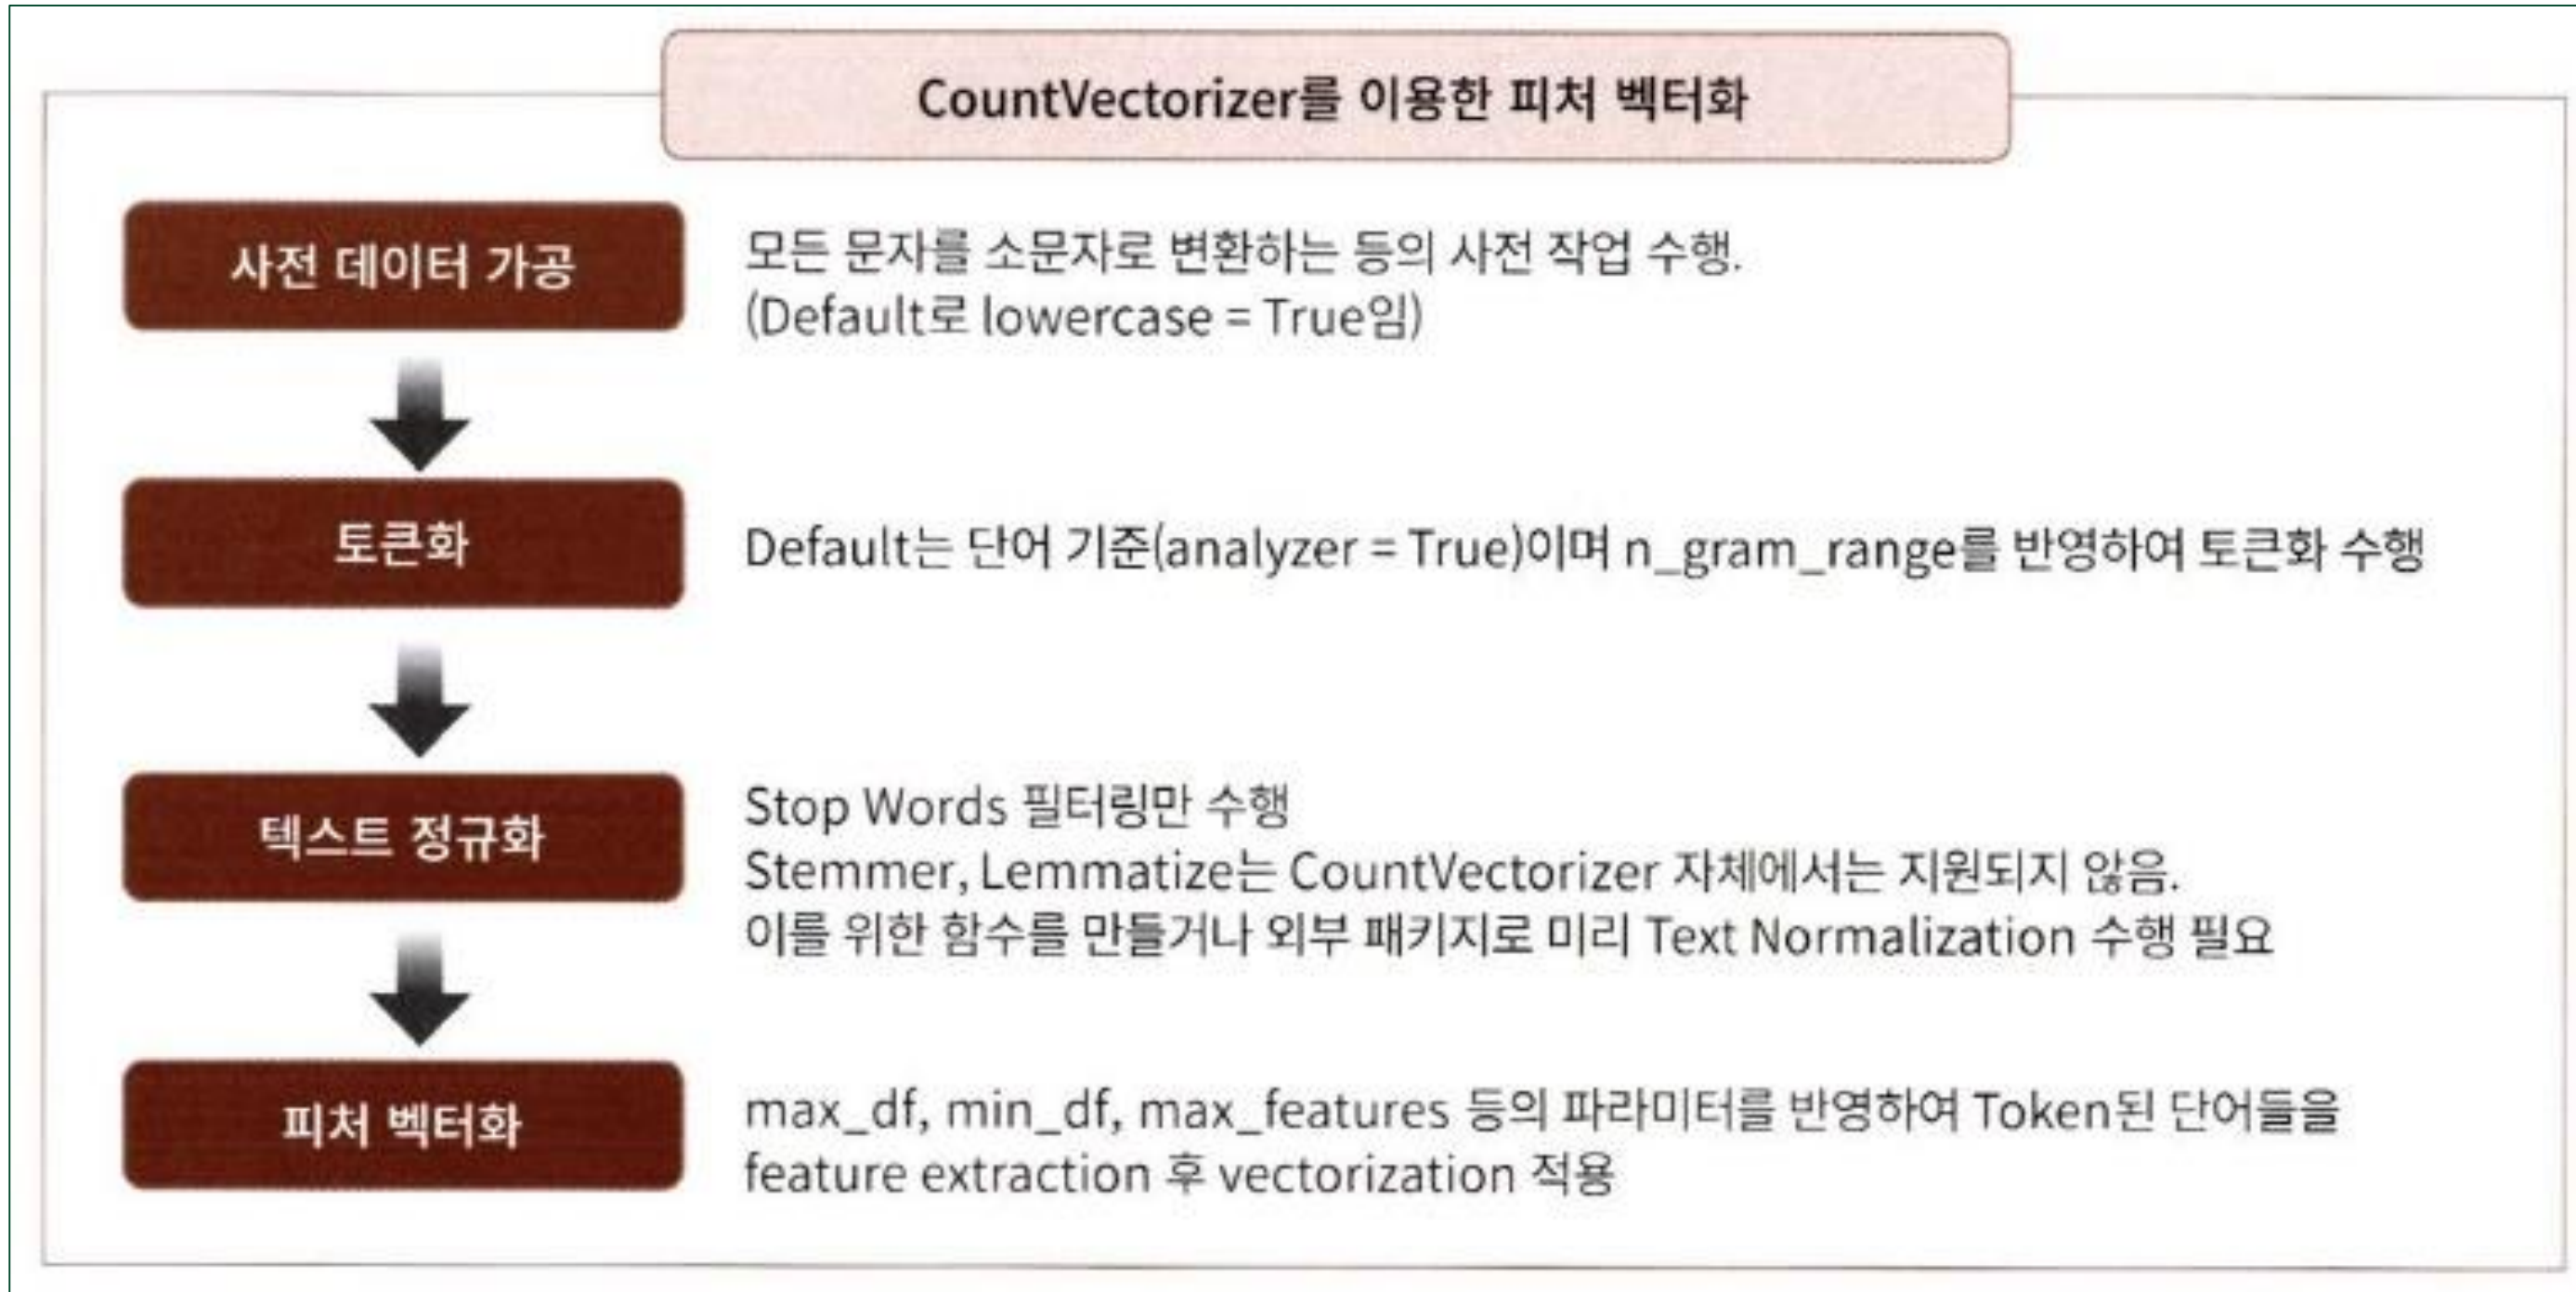 CountVectorizer를 이용한 피처 벡터화
사전 데이터 가공
모든 문자를 소문자로 변환하는 등의 사전 작업 수행.
(Default로 lowercase = True임)
토큰화
Default는 단어 기준(analyzer = True)이며 n_gram_range를 반영하여 토큰화 수행
텍스트 정규화
Stop Words 필터링만 수행
Stemmer, Lemmatize는 CountVectorizer 자체에서는 지원되지 않음.
이를 위한 함수를 만들거나 외부 패키지로 미리 Text Normalization 수행 필요
피처 벡터화
max_df, min_df, max_features 등의 파라미터를 반영하여 Token된 단어들을
feature extraction 후 vectorization 적용